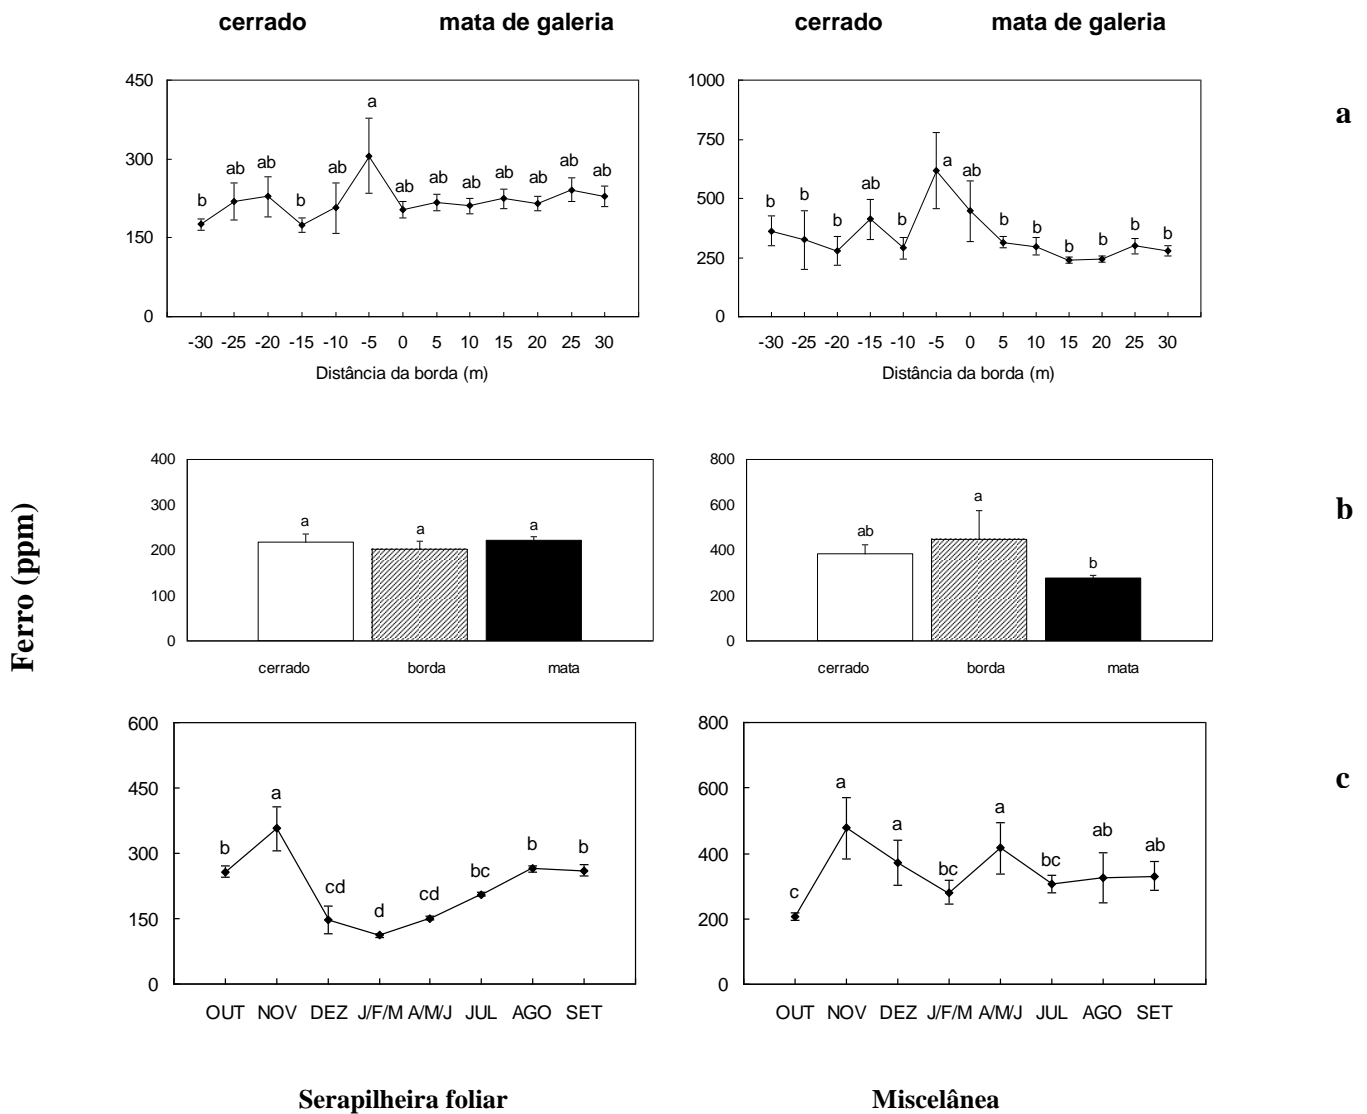 cerrado mata de galeria cerrado mata de galeria
a
450
300
150
0
b ab ab b ab a ab ab ab ab ab ab ab
-30 -25 -20 -15 -10 -5 0 5 10 15 20 25 30
Distância da borda (m)
1000
750
500
250
0
b b b ab b a ab b b b b b b
-30 -25 -20 -15 -10 -5 0 5 10 15 20 25 30
Distância da borda (m)
Ferro (ppm)
b
400
300
200
100
0
a a a
cerrado borda mata
800
600
400
200
0
ab a b
cerrado borda mata
c
600
450
300
150
0
b a cd d cd bc b b
OUT NOV DEZ J/F/M A/M/J JUL AGO SET
800
600
400
200
0
c a a bc a bc ab ab
OUT NOV DEZ J/F/M A/M/J JUL AGO SET
Serapilheira foliar Miscelânea